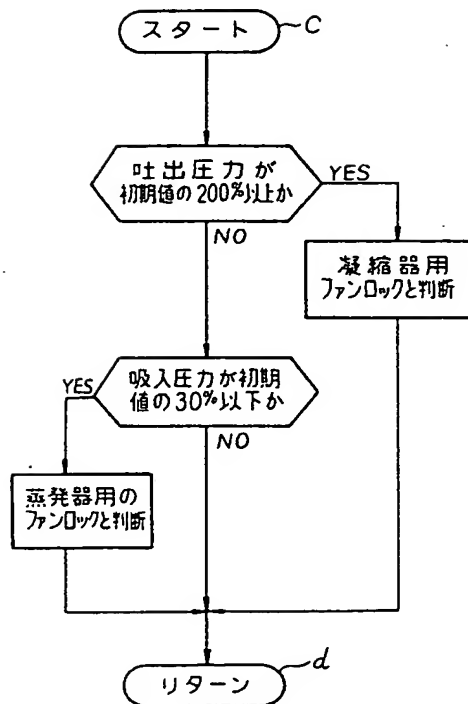 スタート
C
吐出圧力が
初期値の200%以上か
YES
NO
凝縮器用
ファンロックと判断
吸入圧力が初期
値の30%以下か
YES
NO
蒸発器用の
ファンロックと判断
リターン
d